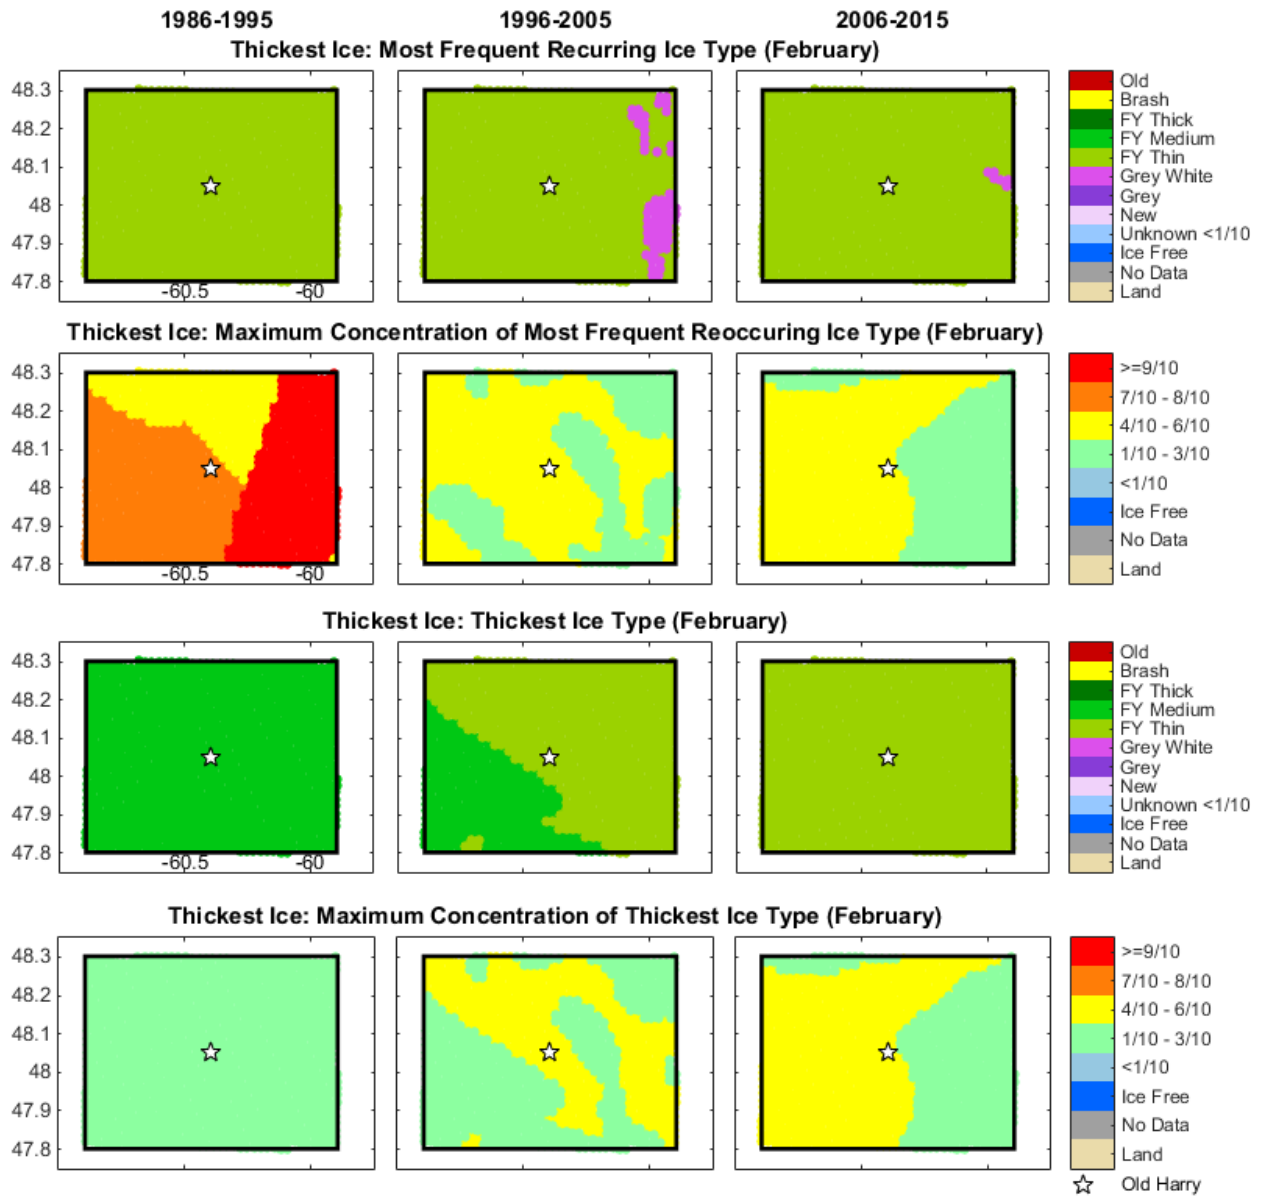 1986-1995 1996-2005 2006-2015
Thickest Ice: Most Frequent Recurring Ice Type (February)
48.3
48.2
48.1
48
47.9
47.8
-60.5 -60
Old
Brash
FY Thick
FY Medium
FY Thin
Grey White
Grey
New
Unknown <1/10
Ice Free
No Data
Land
Thickest Ice: Maximum Concentration of Most Frequent Reoccuring Ice Type (February)
48.3
48.2
48.1
48
47.9
47.8
-60.5 -60
>=9/10
7/10 - 8/10
4/10 - 6/10
1/10 - 3/10
<1/10
Ice Free
No Data
Land
Thickest Ice: Thickest Ice Type (February)
48.3
48.2
48.1
48
47.9
47.8
-60.5 -60
Old
Brash
FY Thick
FY Medium
FY Thin
Grey White
Grey
New
Unknown <1/10
Ice Free
No Data
Land
Thickest Ice: Maximum Concentration of Thickest Ice Type (February)
48.3
48.2
48.1
48
47.9
47.8
>=9/10
7/10 - 8/10
4/10 - 6/10
1/10 - 3/10
<1/10
Ice Free
No Data
Land
Old Harry